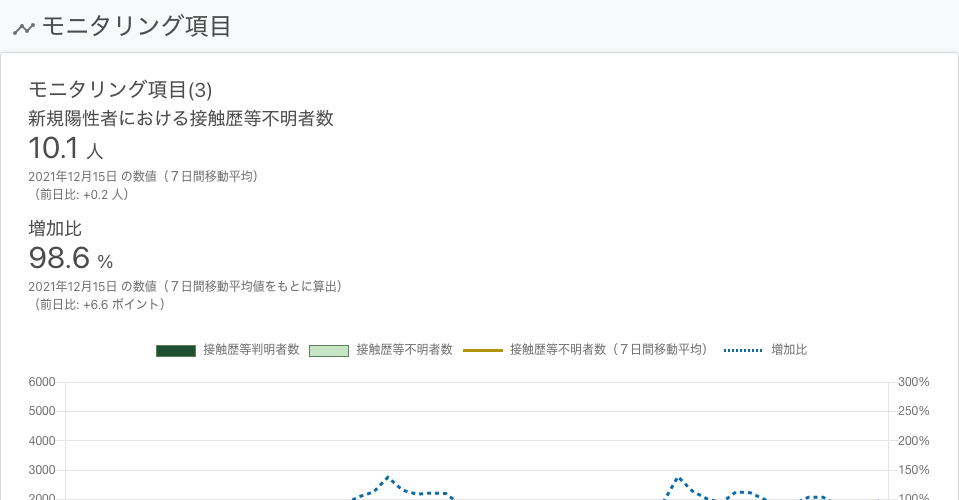 モニタリング項目
モニタリング項目(3)
新規陽性者における接触歴等不明者数
10.1 人
2021年12月15日 の数値（７日間移動平均）
（前日比: +0.2 人）
増加比
98.6 %
2021年12月15日 の数値（７日間移動平均値をもとに算出）
（前日比: +6.6 ポイント）
接触歴等判明者数 接触歴等不明者数 接触歴等不明者数（７日間移動平均） 増加比
6000 300%
5000 250%
4000 200%
3000 150%
2000 100%